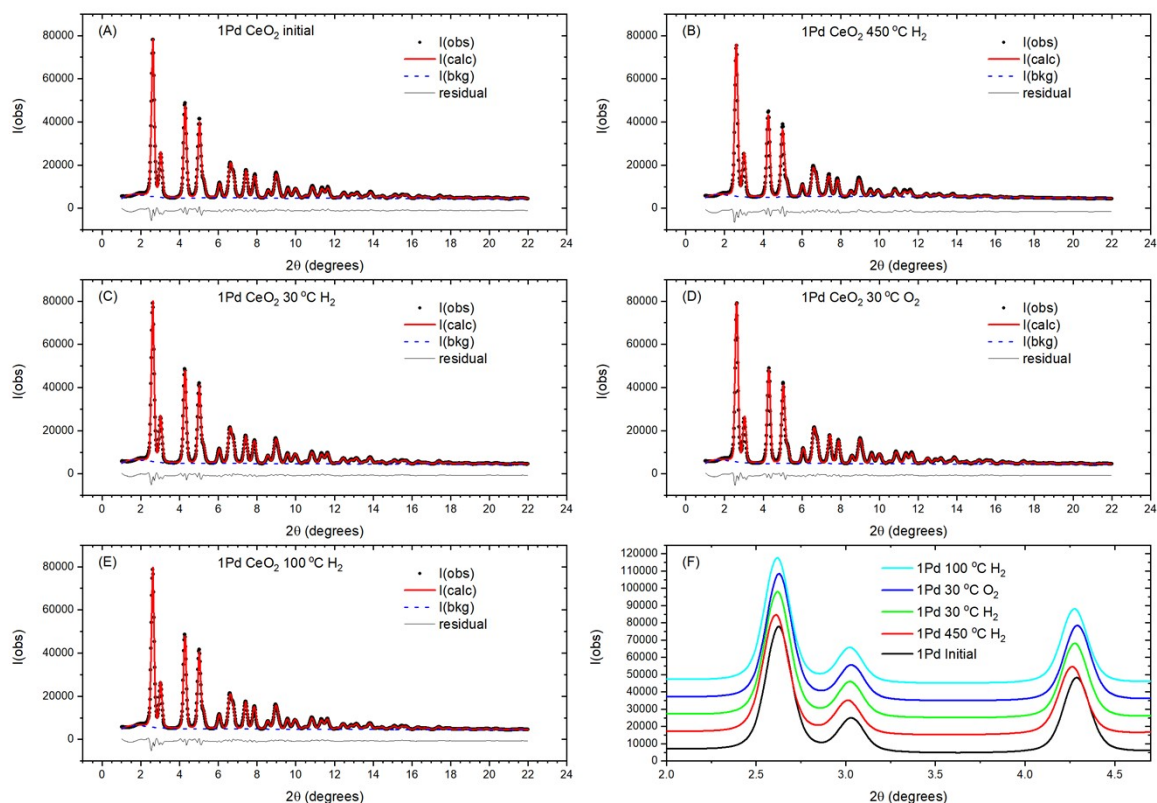 (A)
1Pd CeO₂ initial
I(obs)
I(calc)
I(bkg)
residual
80000
60000
40000
20000
0
I(obs)
0 2 4 6 8 10 12 14 16 18 20 22 24
2θ (degrees)
(B)
1Pd CeO₂ 450 °C H₂
I(obs)
I(calc)
I(bkg)
residual
80000
60000
40000
20000
0
I(obs)
0 2 4 6 8 10 12 14 16 18 20 22 24
2θ (degrees)
(C)
1Pd CeO₂ 30 °C H₂
I(obs)
I(calc)
I(bkg)
residual
80000
60000
40000
20000
0
I(obs)
0 2 4 6 8 10 12 14 16 18 20 22 24
2θ (degrees)
(D)
1Pd CeO₂ 30 °C O₂
I(obs)
I(calc)
I(bkg)
residual
80000
60000
40000
20000
0
I(obs)
0 2 4 6 8 10 12 14 16 18 20 22 24
2θ (degrees)
(E)
1Pd CeO₂ 100 °C H₂
I(obs)
I(calc)
I(bkg)
residual
80000
60000
40000
20000
0
I(obs)
0 2 4 6 8 10 12 14 16 18 20 22 24
2θ (degrees)
(F)
1Pd 100 °C H₂
1Pd 30 °C O₂
1Pd 30 °C H₂
1Pd 450 °C H₂
1Pd Initial
120000
110000
100000
90000
80000
70000
60000
50000
40000
30000
20000
10000
0
I(obs)
2.0 2.5 3.0 3.5 4.0 4.5
2θ (degrees)